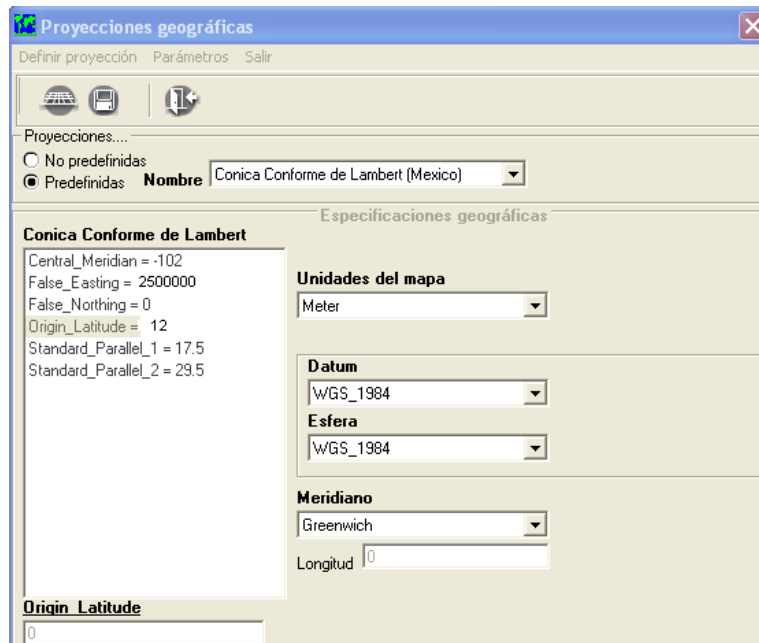 Proyecciones geográficas
Definir proyección Parámetros Salir
Proyecciones....
No predefinidas
Predefinidas
Nombre Conica Conforme de Lambert (Mexico)
Especificaciones geográficas
Conica Conforme de Lambert
Central_Meridian = -102
False_Easting = 2500000
False_Northing = 0
Origin_Latitude = 12
Standard_Parallel_1 = 17.5
Standard_Parallel_2 = 29.5
Unidades del mapa
Meter
Datum
WGS_1984
Esfera
WGS_1984
Meridiano
Greenwich
Longitud 0
Origin_Latitude
0